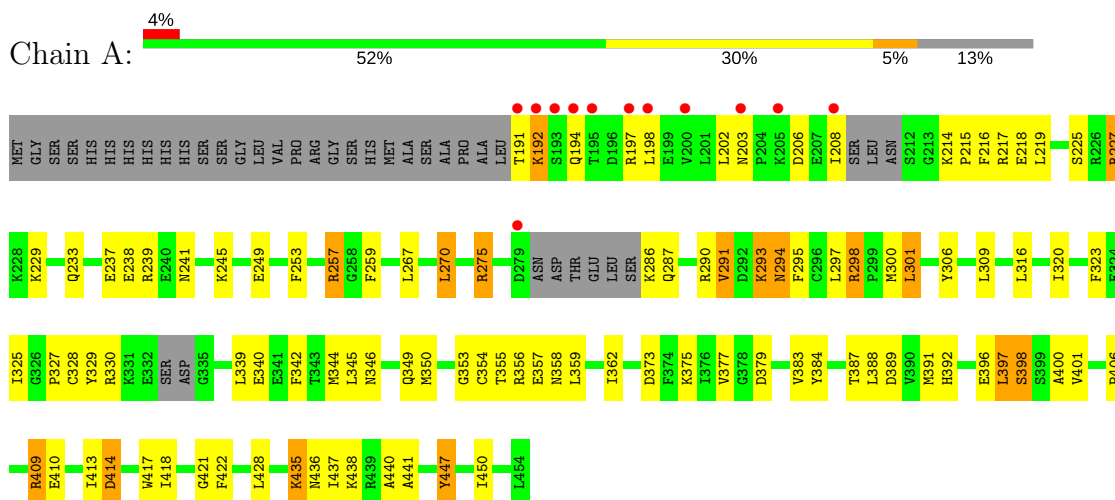 4%
Chain A:
52% 30% 5% 13%
MET GLY SER SER HIS HIS HIS HIS HIS HIS SER SER GLY LEU VAL PRO ARG GLY SER HIS MET ALA SER ALA PRO ALA LEU T191 K192 S193 Q194 T195 D196 R197 L198 E199 V200 L201 L202 N203 P204 K205 D206 E207 I208 SER LEU ASN S212 G213 K214 P215 F216 R217 E218 L219 S225 R226
K228 K229 Q233 E237 E238 R239 E240 N241 K245 E249 F253 R257 G258 F259 L267 L270 R275 D279 ASN ASP THR GLU LEU SER K286 Q287 R290 V291 D292 K293 N294 F295 C296 L297 R298 P299 M300 L301 Y306 L309 L316 I320 F323
I325 G326 P327 C328 Y329 R330 K331 E332 SER ASP G335 L339 E340 E341 F342 T343 M344 L345 N346 Q349 M350 G353 C354 T355 R356 E357 N358 L359 I362 D373 F374 K375 I376 V377 G378 D379 V383 Y384 T387 L388 D389 V390 M391 H392 E396 L397 S398 S399 A400 V401
R409 E410 I413 D414 W417 I418 G421 F422 L428 K435 N436 I437 K438 R439 A440 A441 Y447 I450 L454